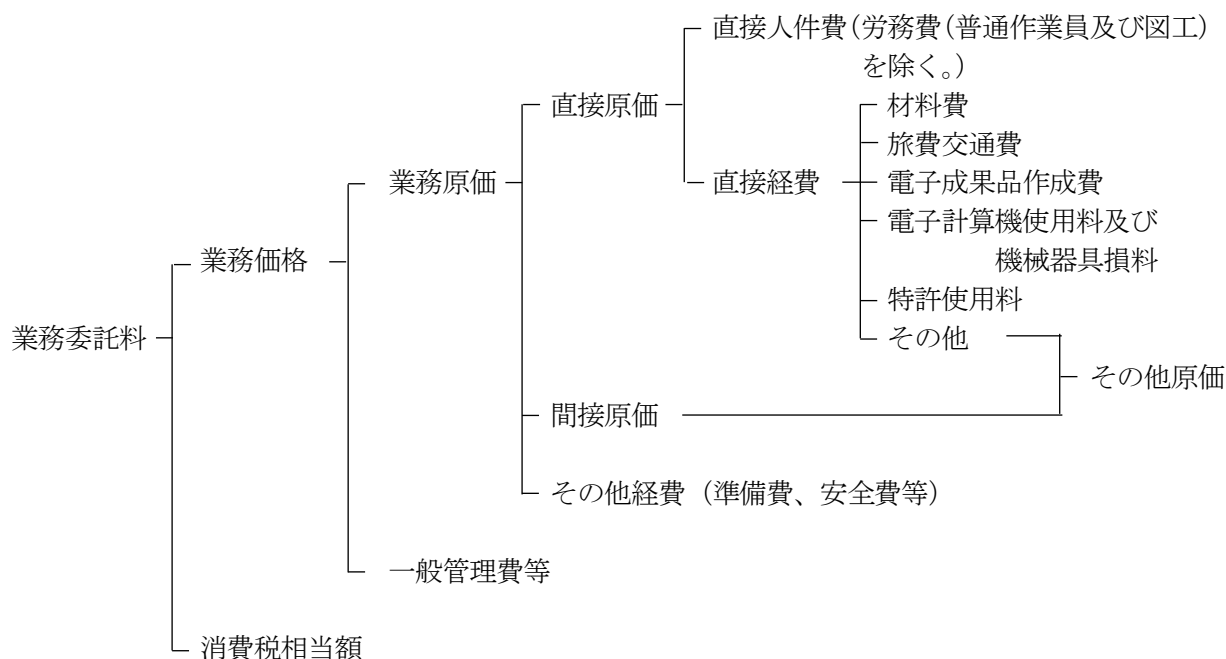 直接人件費(労務費(普通作業員及び図工)
を除く。)
直接原価
材料費
旅費交通費
業務原価
直接経費
電子成果品作成費
電子計算機使用料及び
機械器具損料
業務価格
特許使用料
業務委託料
その他
その他原価
間接原価
その他経費(準備費、安全費等)
一般管理費等
消費税相当額